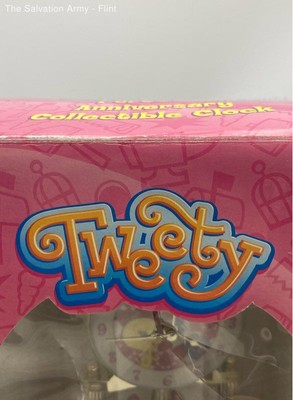 The Salvation Army - Flint
Anniversary
Collectible Clock
Tweety